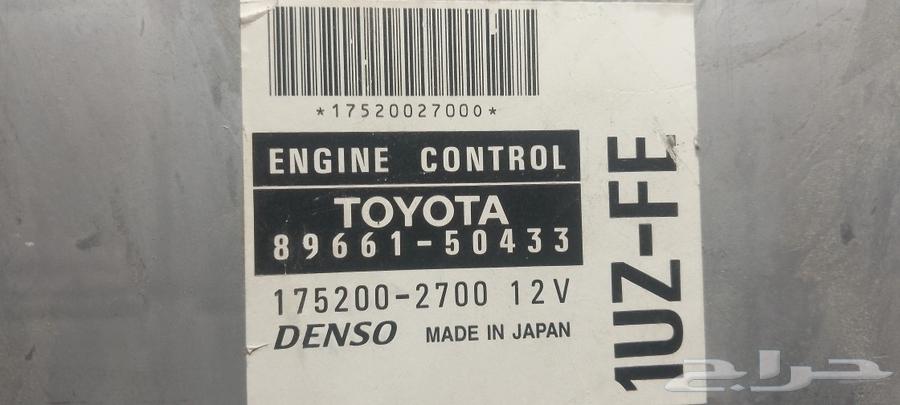 *17520027000*
ENGINE CONTROL
TOYOTA
89661-50433
175200-2700 12V
DENSO MADE IN JAPAN
1UZ-FE
حراج